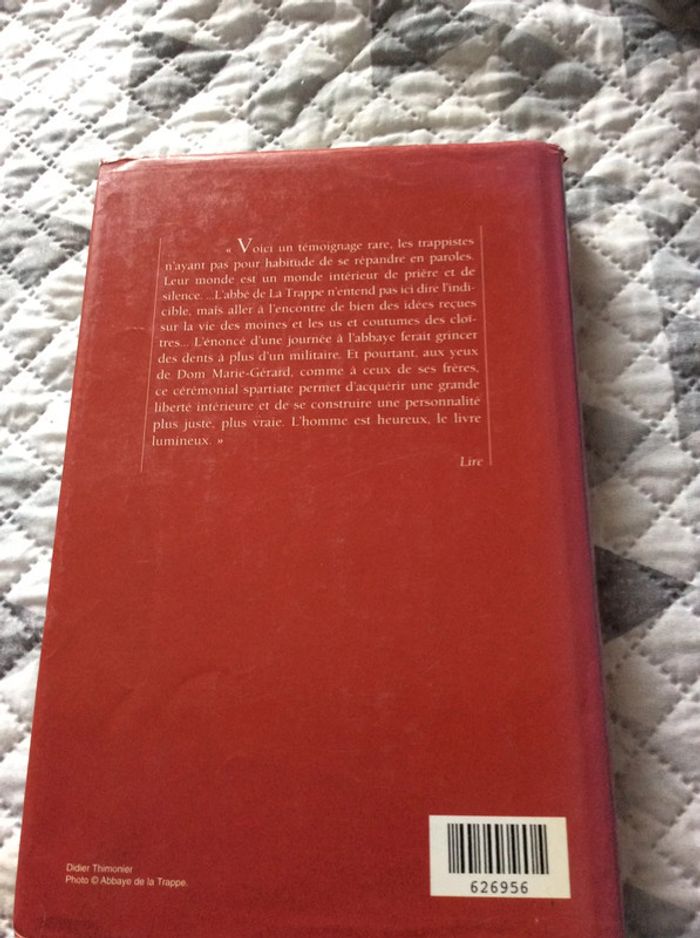 « Voici un témoignage rare, les trappistes
n'ayant pas pour habitude de se répandre en paroles.
Leur monde est un monde intérieur de prière et de
silence. ...L'abbé de La Trappe n'entend pas ici dire l'indi-
cible, mais aller à l'encontre de bien des idées reçues
sur la vie des moines et les us et coutumes des cloî-
tres... L'énoncé d'une journée à l'abbaye ferait grincer
des dents à plus d'un militaire. Et pourtant, aux yeux
de Dom Marie-Gérard, comme à ceux de ses frères,
ce cérémonial spartiate permet d'acquérir une grande
liberté intérieure et de se construire une personnalité
plus juste, plus vraie. L'homme est heureux, le livre
lumineux. »
Lire
Didier Thimonier
Photo © Abbaye de la Trappe.
626956